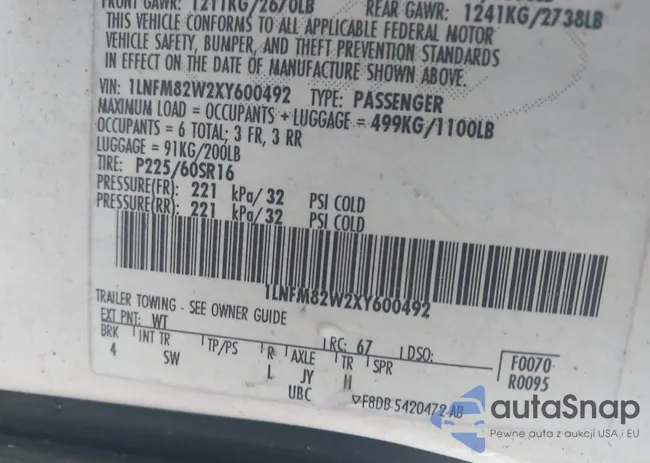 FRONT GAWR: 1211KG/2670LB REAR GAWR: 1241KG/2738LB
THIS VEHICLE CONFORMS TO ALL APPLICABLE FEDERAL MOTOR
VEHICLE SAFETY, BUMPER, AND THEFT PREVENTION STANDARDS
IN EFFECT ON THE DATE OF MANUFACTURE SHOWN ABOVE.
VIN: 1LNFM82W2XY600492 TYPE: PASSENGER
MAXIMUM LOAD = OCCUPANTS + LUGGAGE = 499KG/1100LB
OCCUPANTS = 6 TOTAL; 3 FR, 3 RR
LUGGAGE = 91KG/200LB
TIRE: P225/60SR16
PRESSURE(FR): 221 kPa/32 PSI COLD
PRESSURE(RR): 221 kPa/32 PSI COLD
1LNFM82W2XY600492
TRAILER TOWING - SEE OWNER GUIDE
EXT PNT: WT RC: 67 DSO:
BRK INT TR TP/PS R AXLE TR SPR F0070
4 SW L JY H R0095
UBC F8DB-5420472-AB
autaSnap
Pewne auta z aukcji USA i EU